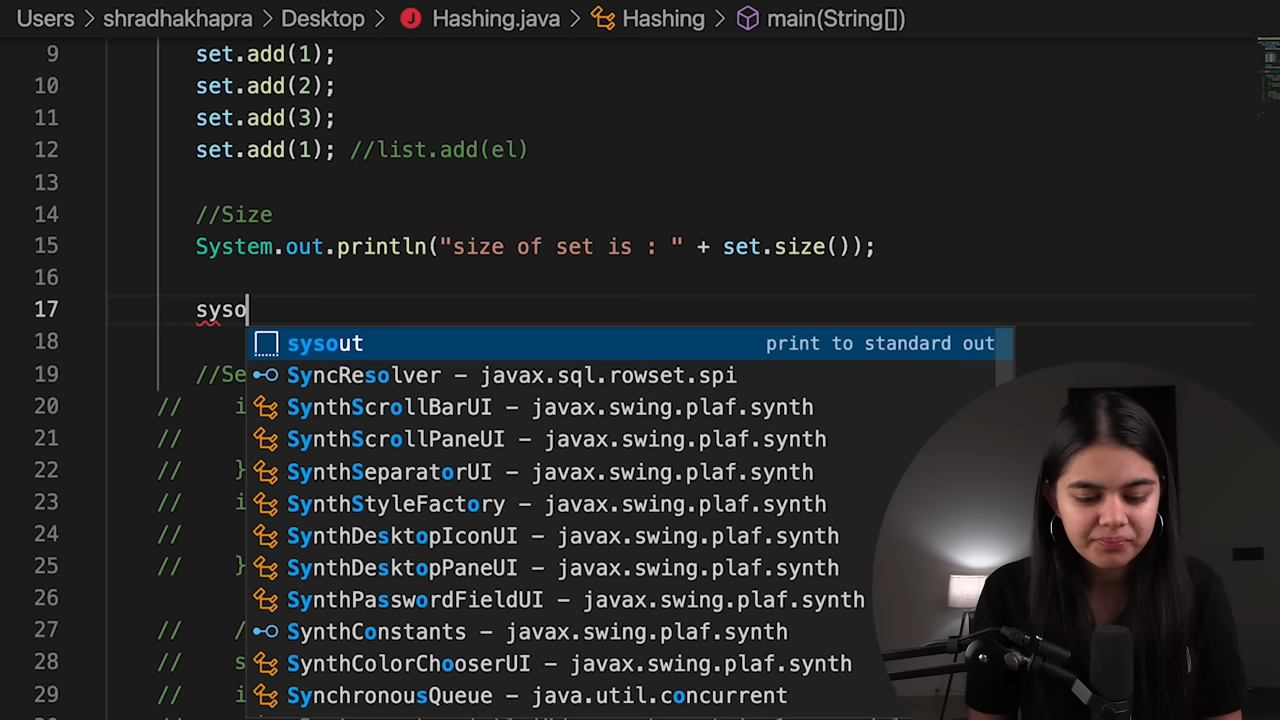 Users > shradhakhapra > Desktop > J Hashing.java > Hashing > main(String[])
9 set.add(1);
10 set.add(2);
11 set.add(3);
12 set.add(1); //list.add(el)
13
14 //Size
15 System.out.println("size of set is : " + set.size());
16
17 syso
sysout print to standard out
18
SyncResolver – javax.sql.rowset.spi
19 //Se
SynthScrollBarUI – javax.swing.plaf.synth
20 // i
SynthScrollPaneUI – javax.swing.plaf.synth
21 //
SynthSeparatorUI – javax.swing.plaf.synth
22 // }
SynthStyleFactory – javax.swing.plaf.synth
23 // i
SynthDesktopIconUI – javax.swing.plaf.synth
24 //
SynthDesktopPaneUI – javax.swing.plaf.synth
25 // }
SynthPasswordFieldUI – javax.swing.plaf.synth
26
SynthConstants – javax.swing.plaf.synth
27 // /
SynthColorChooserUI – javax.swing.plaf.synth
28 // s
SynchronousQueue – java.util.concurrent
29 // i